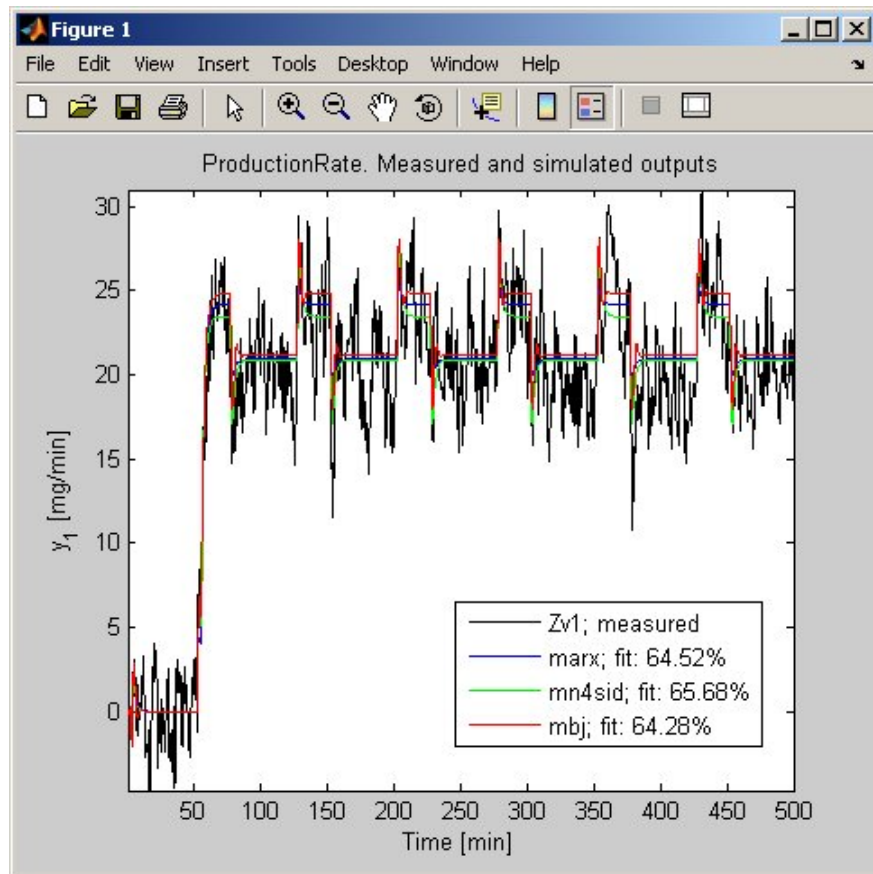 Figure 1
File Edit View Insert Tools Desktop Window Help
ProductionRate. Measured and simulated outputs
30
25
20
15
10
5
0
y₁ [mg/min]
Zv1; measured
marx; fit: 64.52%
mn4sid; fit: 65.68%
mbj; fit: 64.28%
50 100 150 200 250 300 350 400 450 500
Time [min]